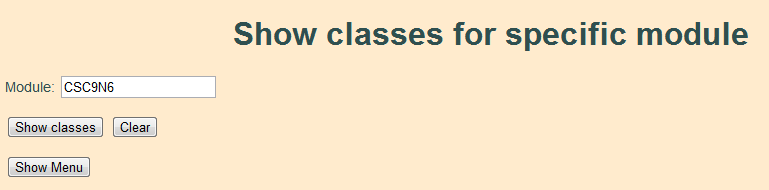 Show classes for specific module
Module: CSC9N6
Show classes Clear
Show Menu